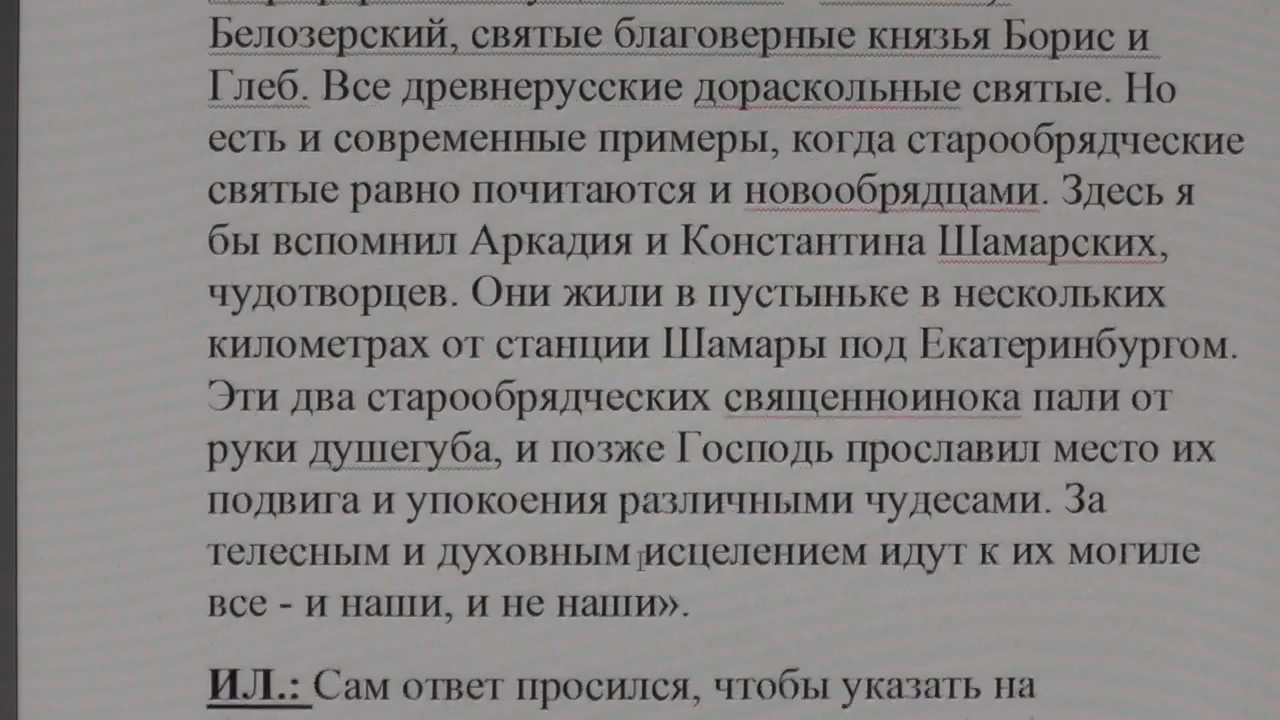 Белозерский, святые благоверные князья Борис и
Глеб. Все древнерусские дораскольные святые. Но
есть и современные примеры, когда старообрядческие
святые равно почитаются и новообрядцами. Здесь я
бы вспомнил Аркадия и Константина Шамарских,
чудотворцев. Они жили в пустыньке в нескольких
километрах от станции Шамары под Екатеринбургом.
Эти два старообрядческих священноинока пали от
руки душегуба, и позже Господь прославил место их
подвига и упокоения различными чудесами. За
телесным и духовным исцелением идут к их могиле
все - и наши, и не наши».
ИЛ.: Сам ответ просился, чтобы указать на